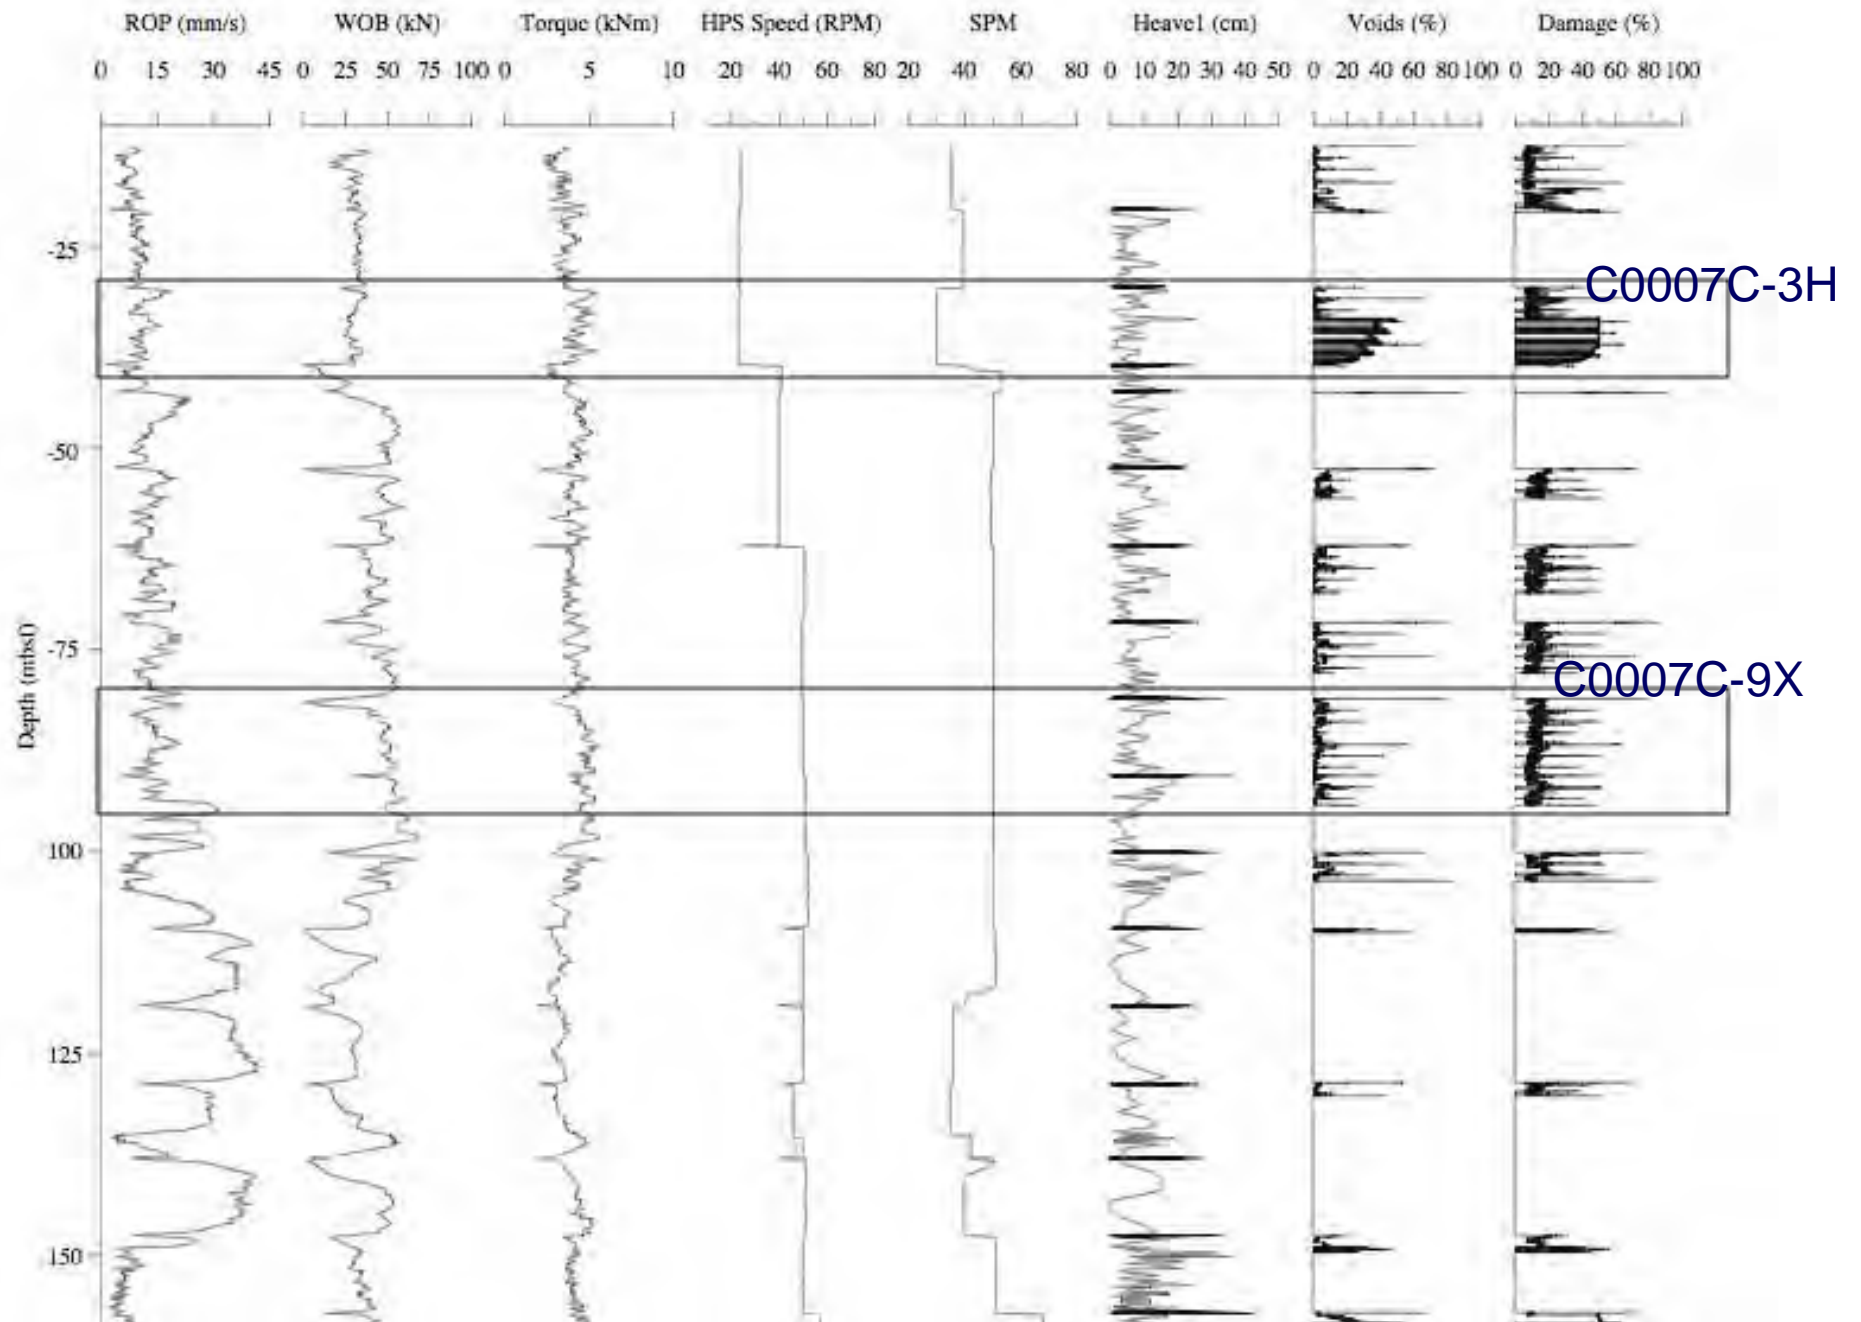 ROP (mm/s) WOB (kN) Torque (kNm) HPS Speed (RPM) SPM Heave1 (cm) Voids (%) Damage (%)
0 15 30 45 0 25 50 75 100 0 5 10 20 40 60 80 20 40 60 80 0 10 20 30 40 50 0 20 40 60 80 100 0 20 40 60 80 100
-25
C0007C-3H
-50
Depth (mbsf)
-75
C0007C-9X
100
125
150